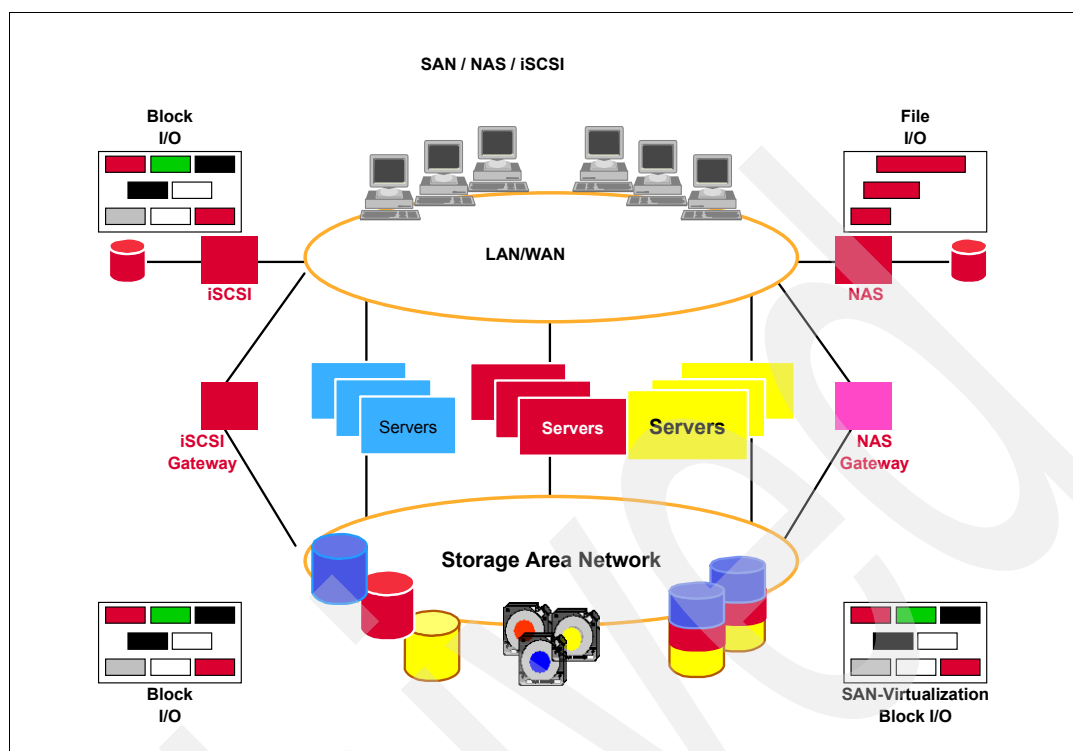 SAN / NAS / iSCSI
Block
I/O
File
I/O
LAN/WAN
iSCSI
NAS
Servers
Servers
Servers
iSCSI
Gateway
NAS
Gateway
Storage Area Network
Block
I/O
SAN-Virtualization
Block I/O